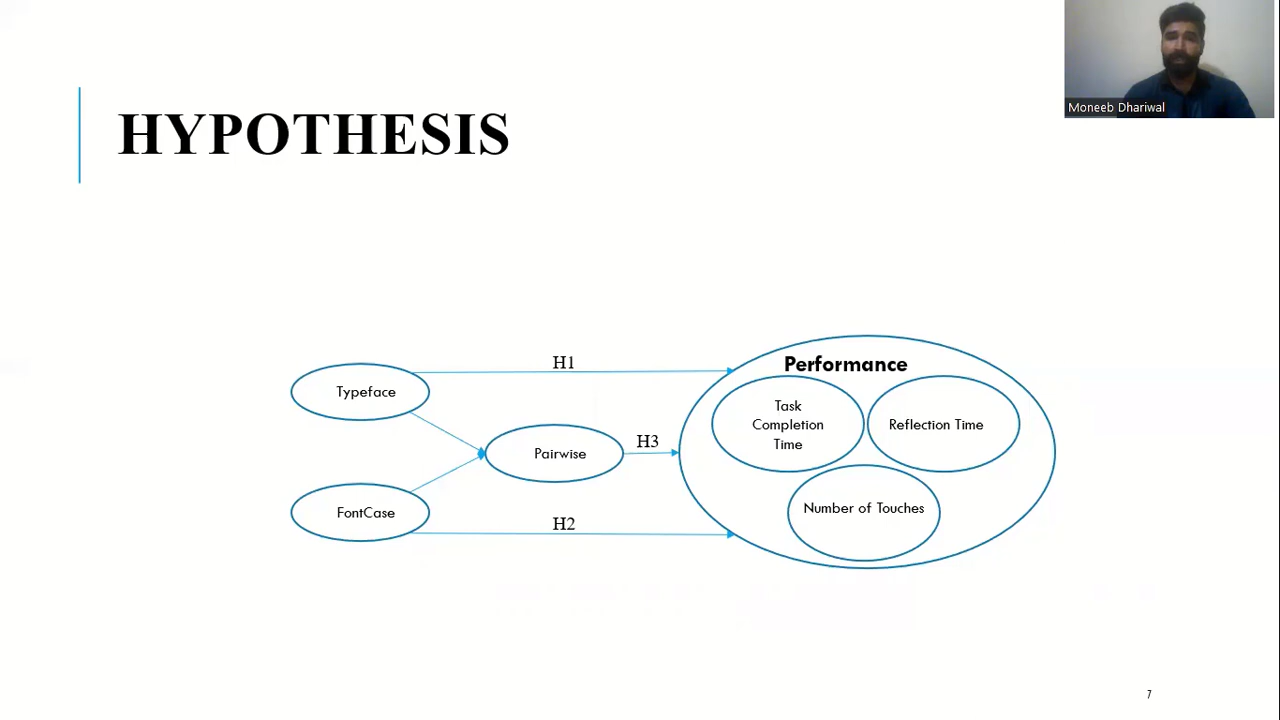 Moneeb Dhariwal
HYPOTHESIS
H1
Performance
Typeface
Task
Completion
Time
Reflection Time
Pairwise
H3
FontCase
H2
Number of Touches
7